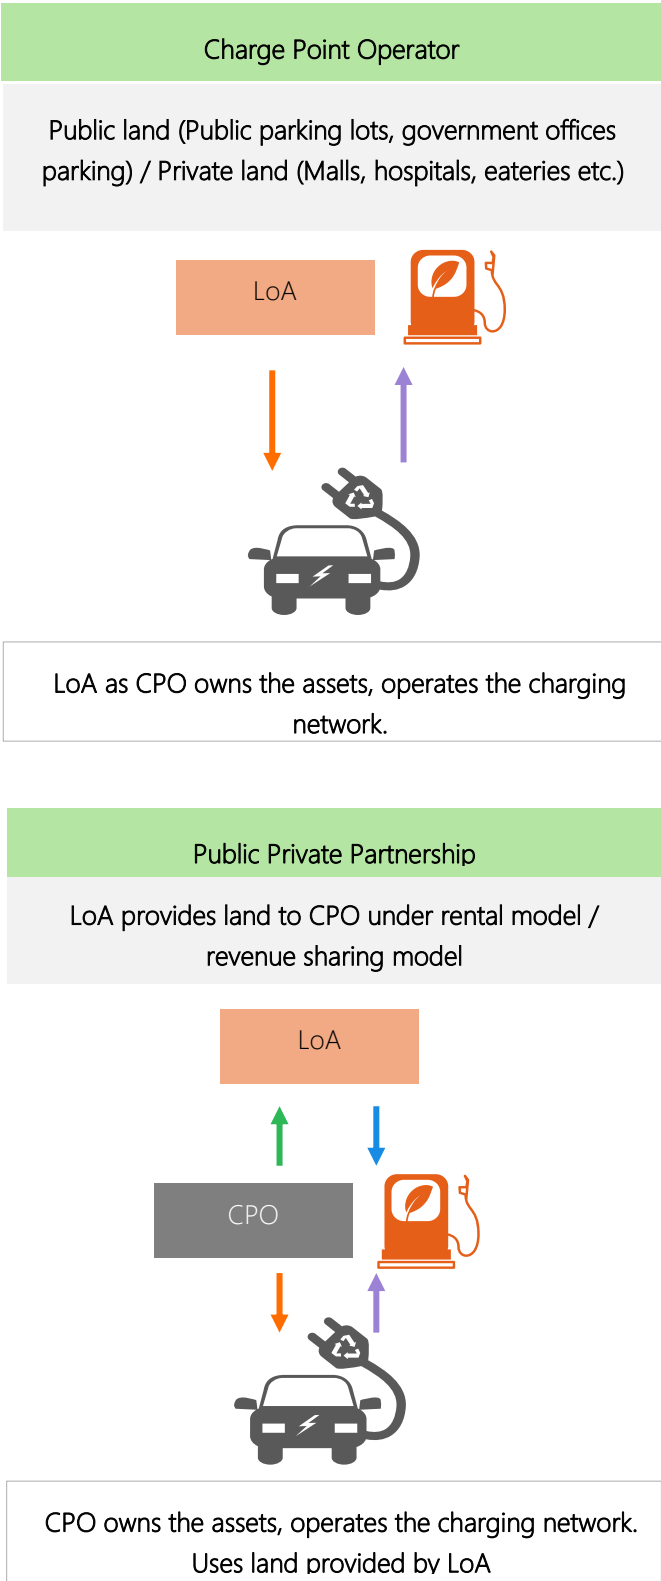 Charge Point Operator
Public land (Public parking lots, government offices
parking) / Private land (Malls, hospitals, eateries etc.)
LoA
LoA as CPO owns the assets, operates the charging
network.
Public Private Partnership
LoA provides land to CPO under rental model /
revenue sharing model
LoA
CPO
CPO owns the assets, operates the charging network.
Uses land provided by LoA